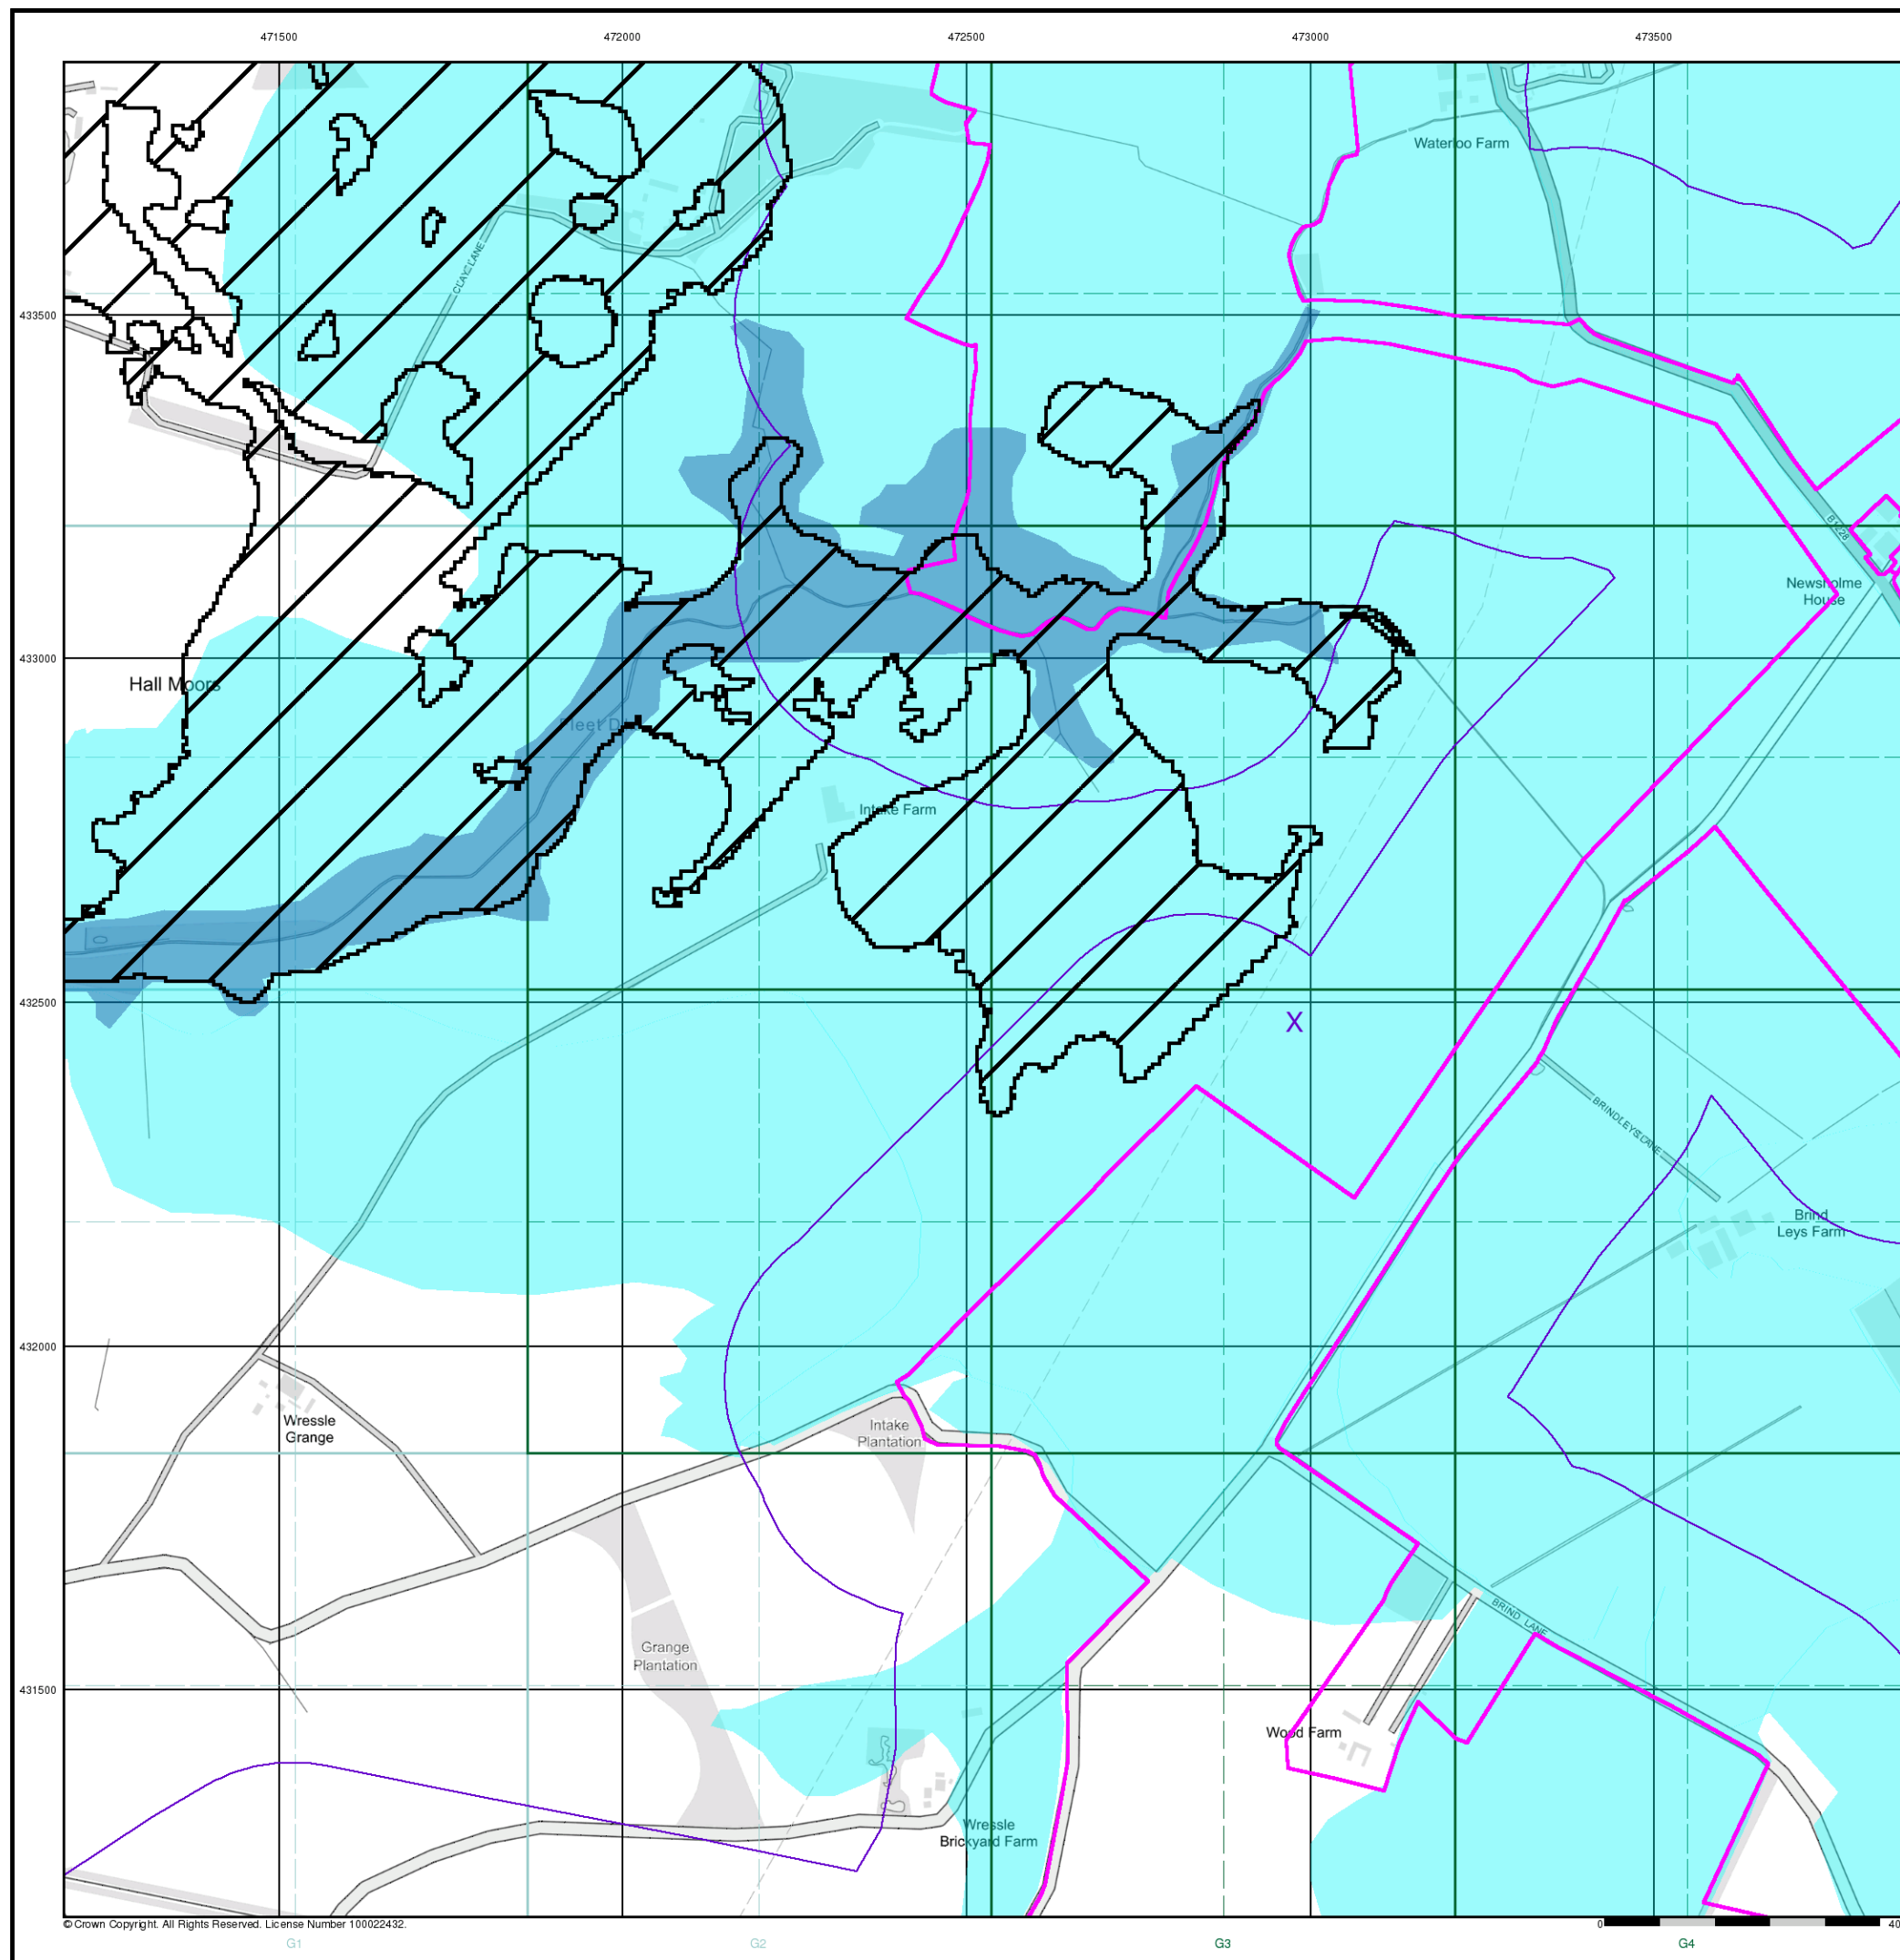 471500
472000
472500
473000
473500
433500
433000
432500
432000
431500
Waterloo Farm
CLAY LANE
B1228
Newsholme
House
Hall Moors
Intake Farm
X
BRINDLEYS LANE
Brind
Leys Farm
Wressle
Grange
Intake
Plantation
Grange
Plantation
BRIND LANE
Wood Farm
Wressle
Brickyard Farm
© Crown Copyright. All Rights Reserved. License Number 100022432.
0
40
G1
G2
G3
G4